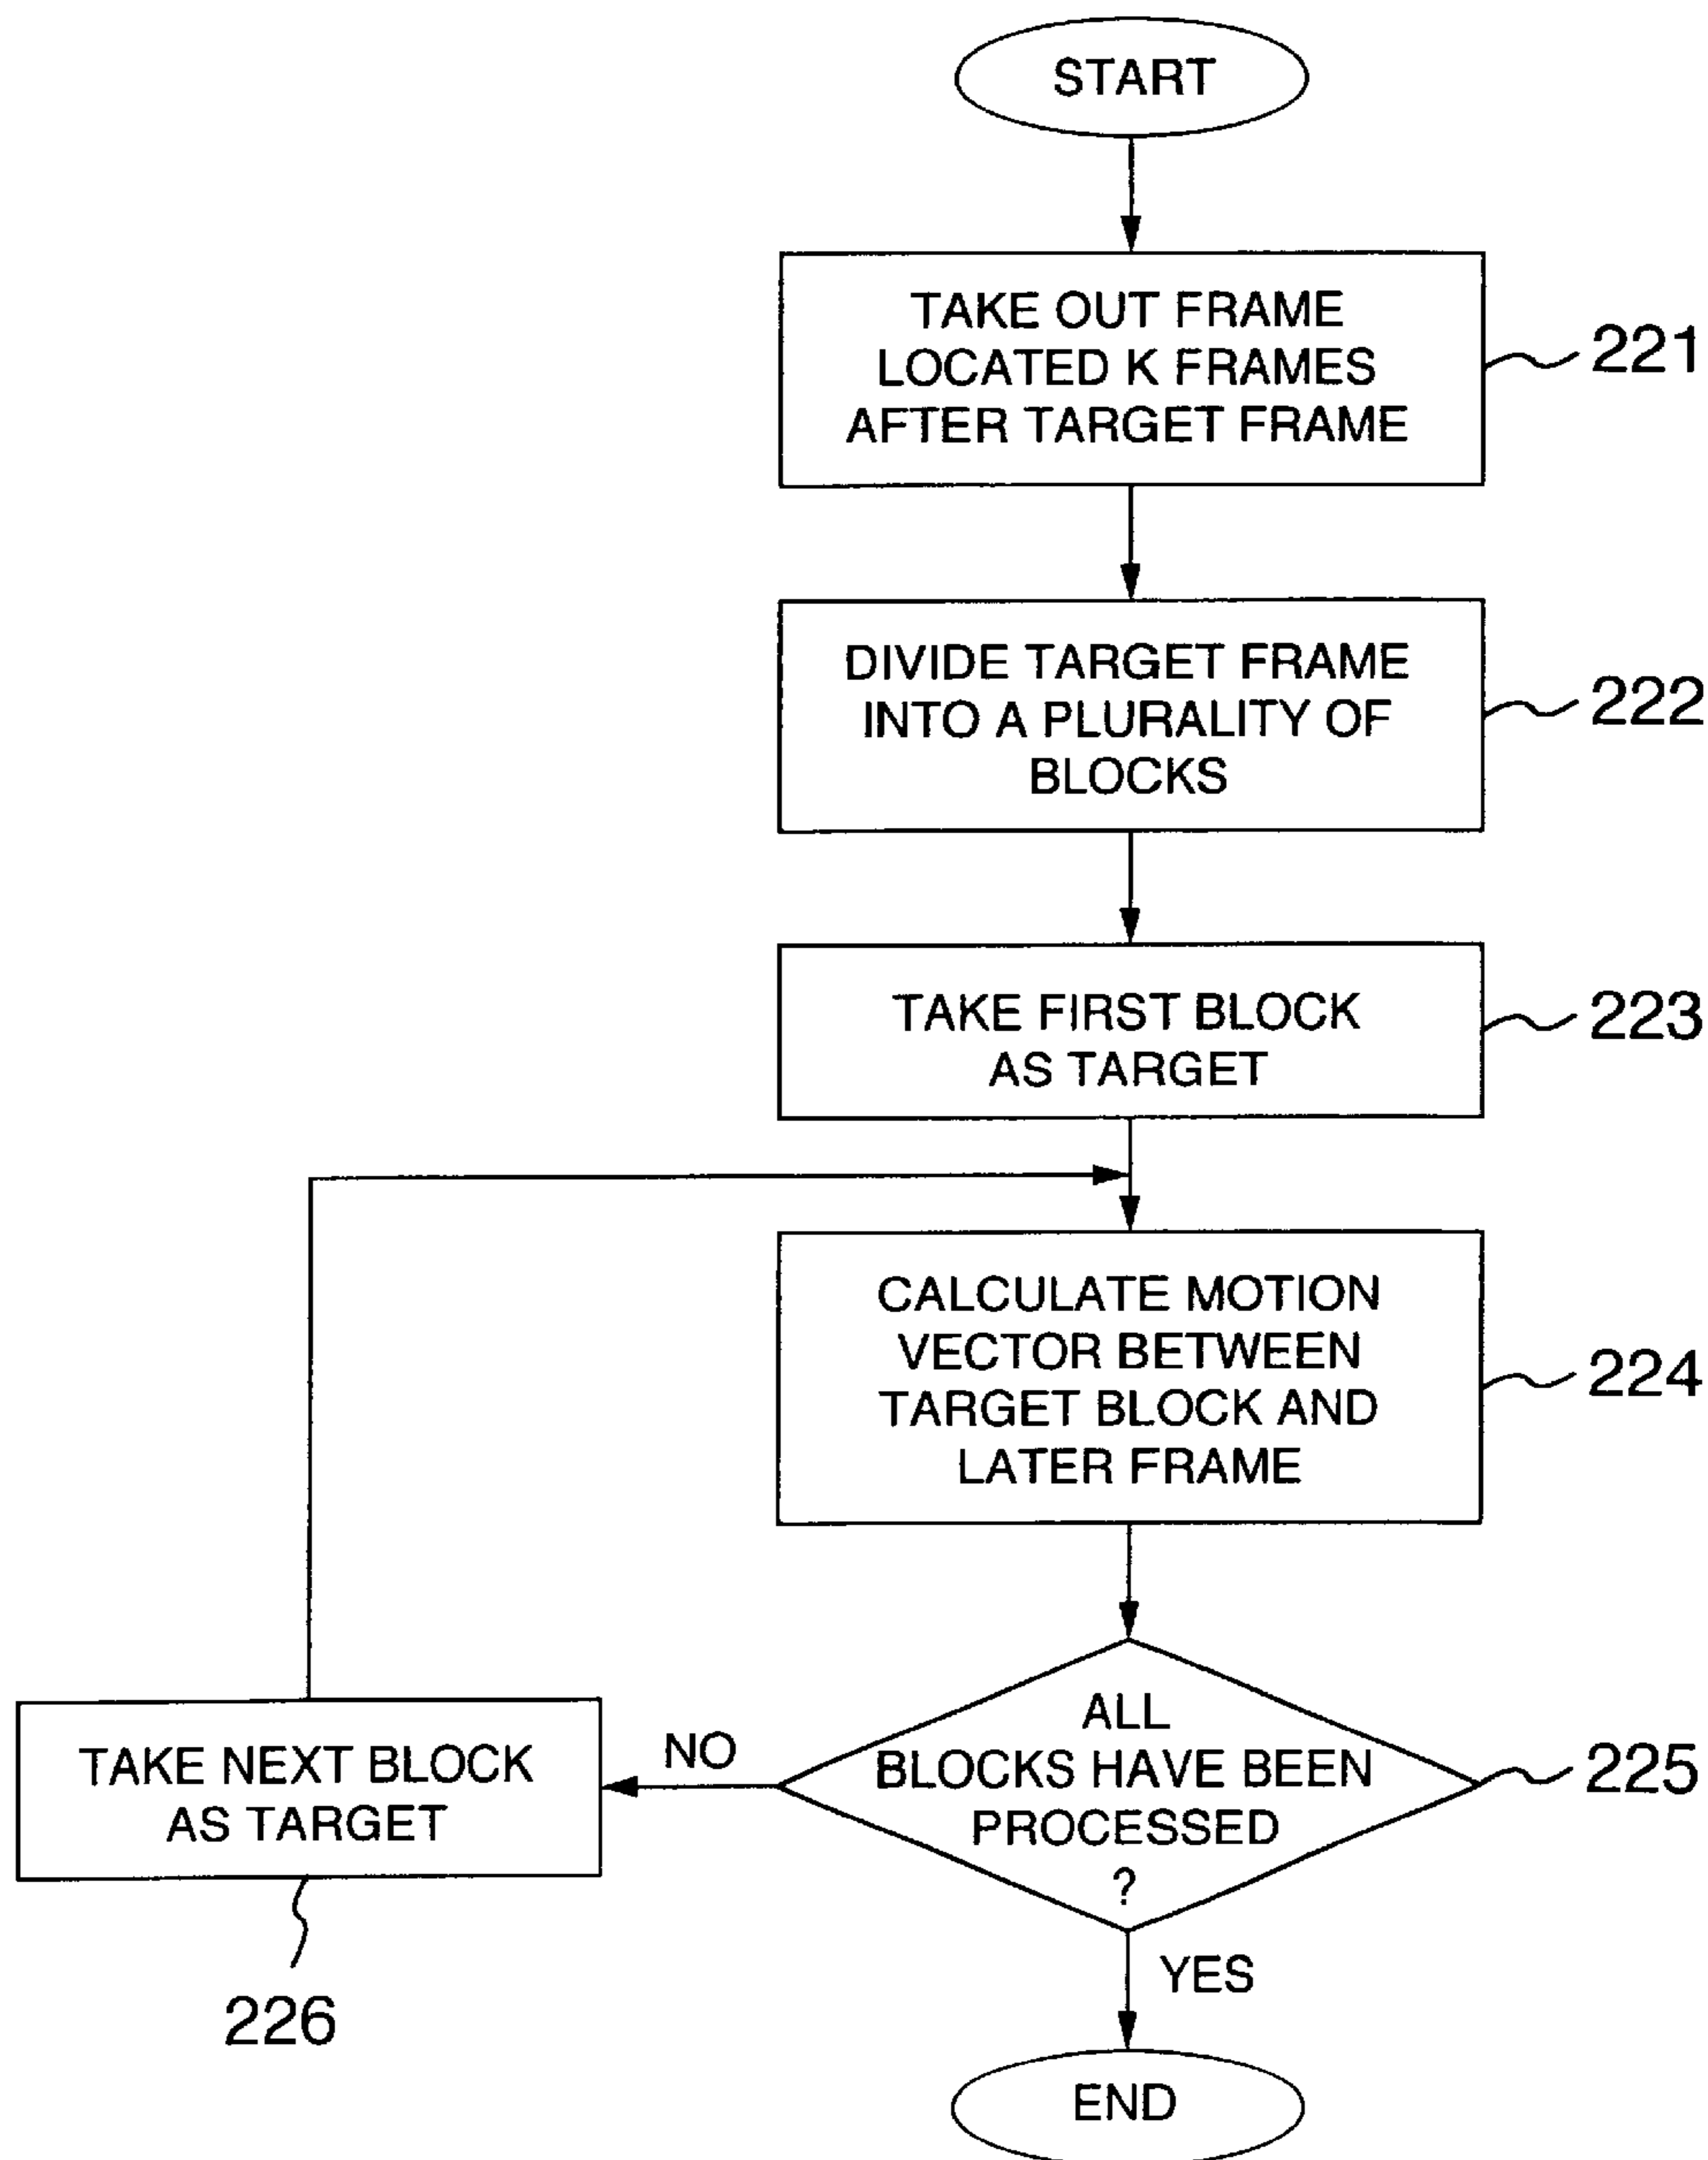 START
TAKE OUT FRAME
LOCATED K FRAMES
AFTER TARGET FRAME
221
DIVIDE TARGET FRAME
INTO A PLURALITY OF
BLOCKS
222
TAKE FIRST BLOCK
AS TARGET
223
CALCULATE MOTION
VECTOR BETWEEN
TARGET BLOCK AND
LATER FRAME
224
ALL
BLOCKS HAVE BEEN
PROCESSED
?
225
NO
TAKE NEXT BLOCK
AS TARGET
226
YES
END